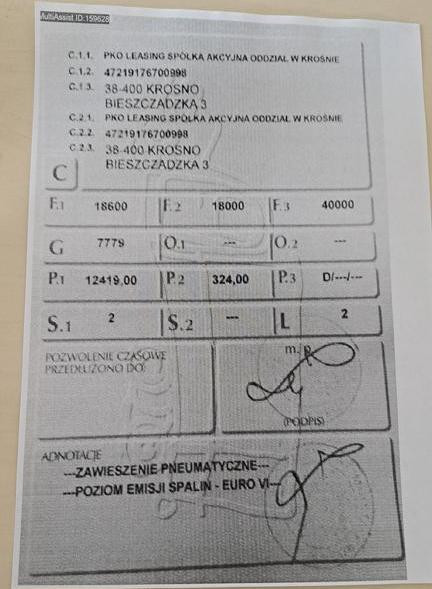 MultiAssist ID:159628
C.1.1. PKO LEASING SPÓŁKA AKCYJNA ODDZIAŁ W KROŚNIE
C.1.2. 47219176700998
C.1.3. 38-400 KROSNO
BIESZCZADZKA 3
C.2.1. PKO LEASING SPÓŁKA AKCYJNA ODDZIAŁ W KROŚNIE
C.2.2. 47219176700998
C.2.3. 38-400 KROSNO
BIESZCZADZKA 3
C
F.1 18600 F.2 18000 F.3 40000
G 7779 O.1 --- O.2 ---
P.1 12419,00 P.2 324,00 P.3 D/---/---
S.1 2 S.2 --- L 2
POZWOLENIE CZASOWE
PRZEDŁUŻONO DO:
m. p.
(PODPIS)
ADNOTACJE
---ZAWIESZENIE PNEUMATYCZNE---
---POZIOM EMISJI SPALIN - EURO VI---